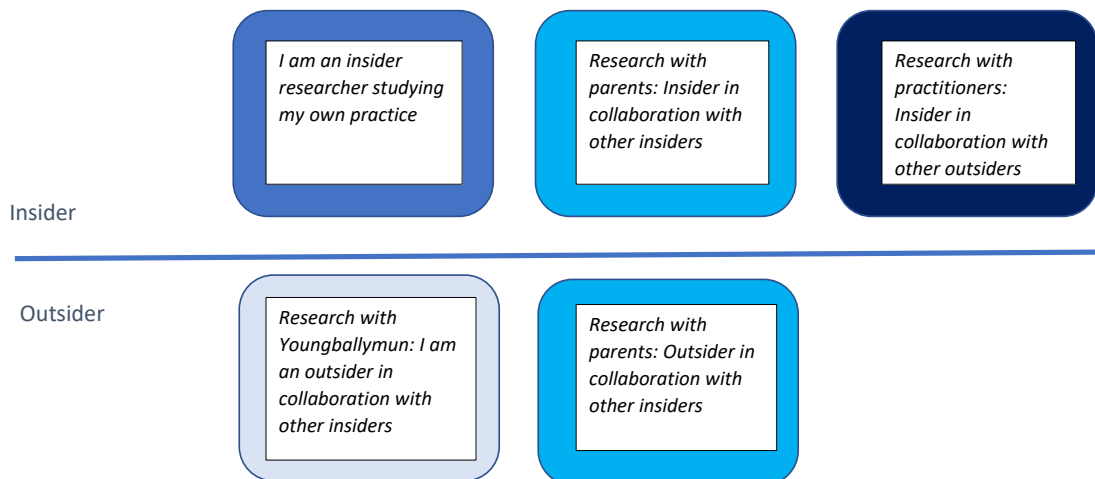 I am an insider
researcher studying
my own practice
Research with
parents: Insider in
collaboration with
other insiders
Research with
practitioners:
Insider in
collaboration with
other outsiders
Insider
Outsider
Research with
Youngballymun: I am
an outsider in
collaboration with
other insiders
Research with
parents: Outsider in
collaboration with
other insiders